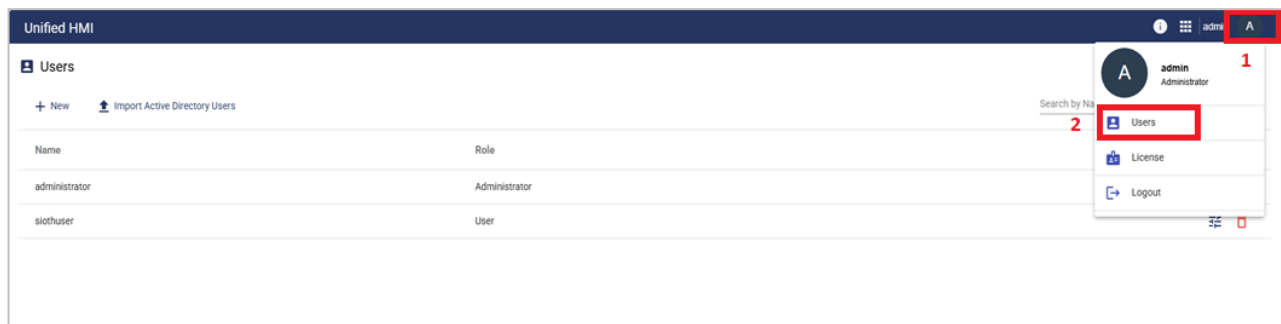 Unified HMI
admi
A
1
Users
A
admin
Administrator
+ New
Import Active Directory Users
Search by Na
2
Users
Name
Role
License
administrator
Administrator
Logout
siothuser
User